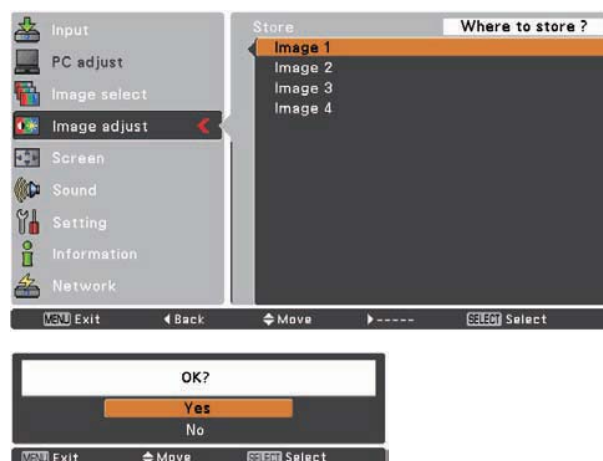 Input
PC adjust
Image select
Image adjust
Screen
Sound
Setting
Information
Network
Store
Where to store ?
Image 1
Image 2
Image 3
Image 4
MENU Exit Back Move ----- SELECT Select
OK?
Yes
No
MENU Exit Move SELECT Select